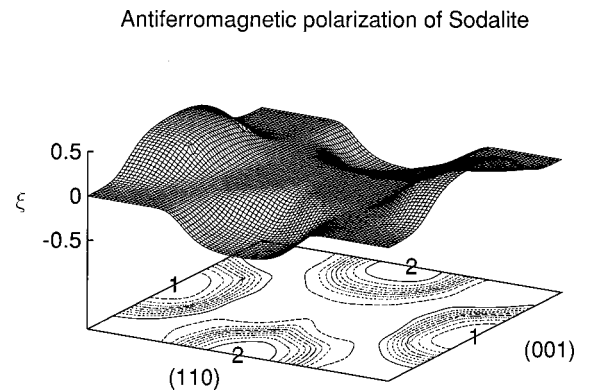 Antiferromagnetic polarization of Sodalite
0.5
ξ 0
-0.5
1 2
2 1
(110) (001)